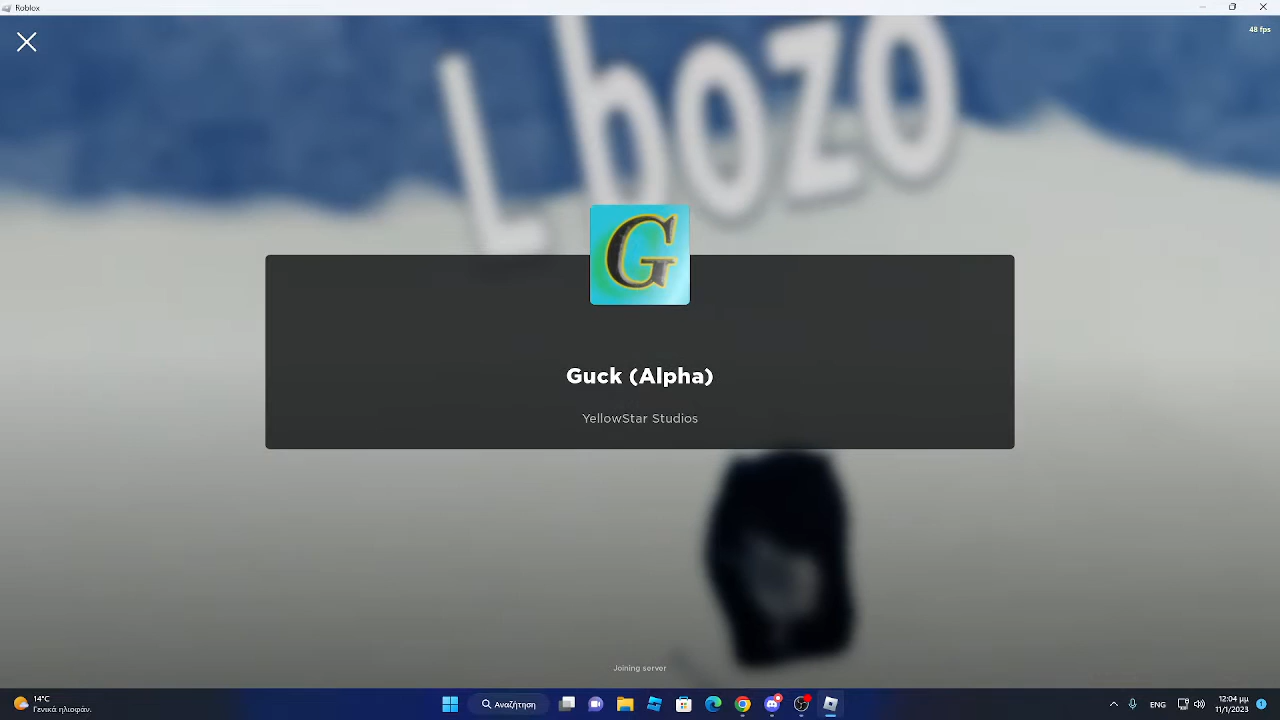 Roblox
48 fps
L bozo
G
Guck (Alpha)
YellowStar Studios
Joining server
14°C
Γενικά ηλιοφάν.
Αναζήτηση
ENG
12:04 μμ
11/1/2023